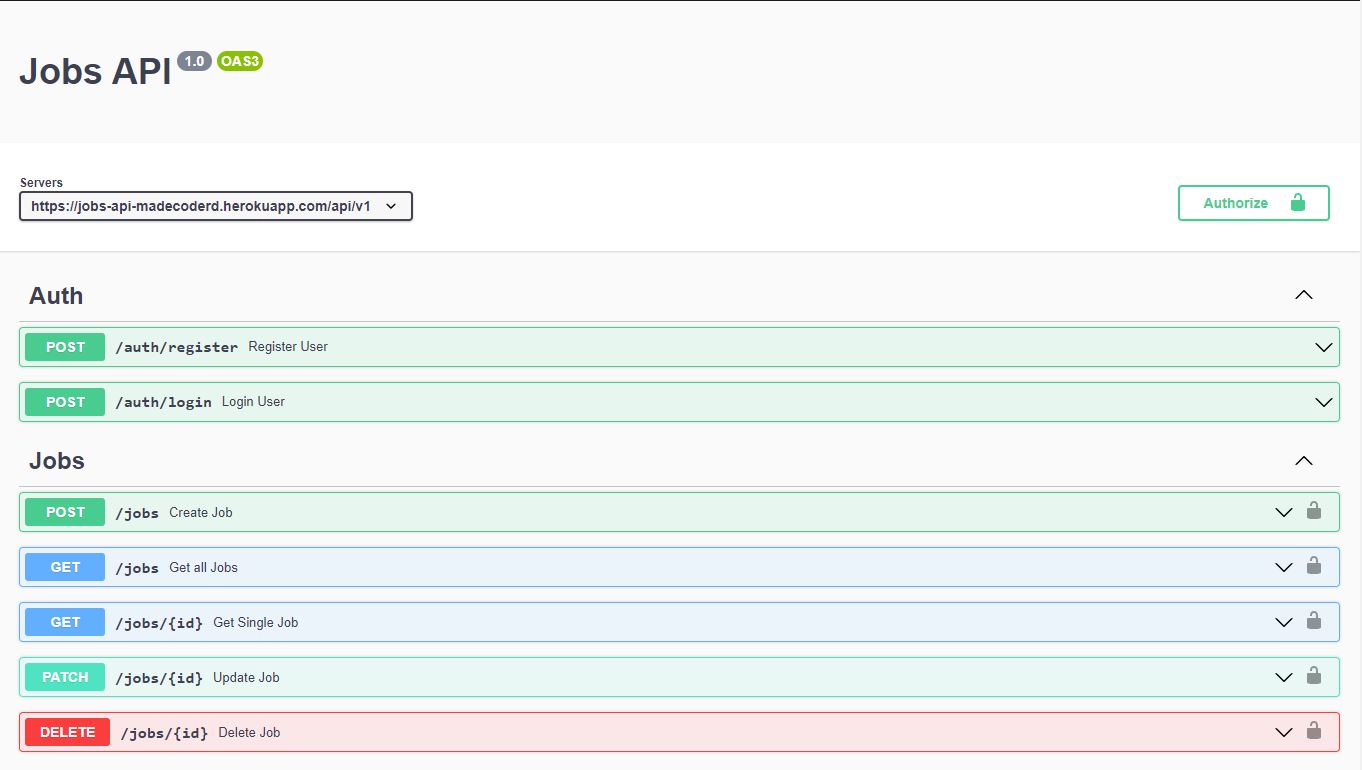 Jobs API 1.0 OAS3
Servers
https://jobs-api-madecoderd.herokuapp.com/api/v1
Authorize
Auth
POST /auth/register Register User
POST /auth/login Login User
Jobs
POST /jobs Create Job
GET /jobs Get all Jobs
GET /jobs/{id} Get Single Job
PATCH /jobs/{id} Update Job
DELETE /jobs/{id} Delete Job